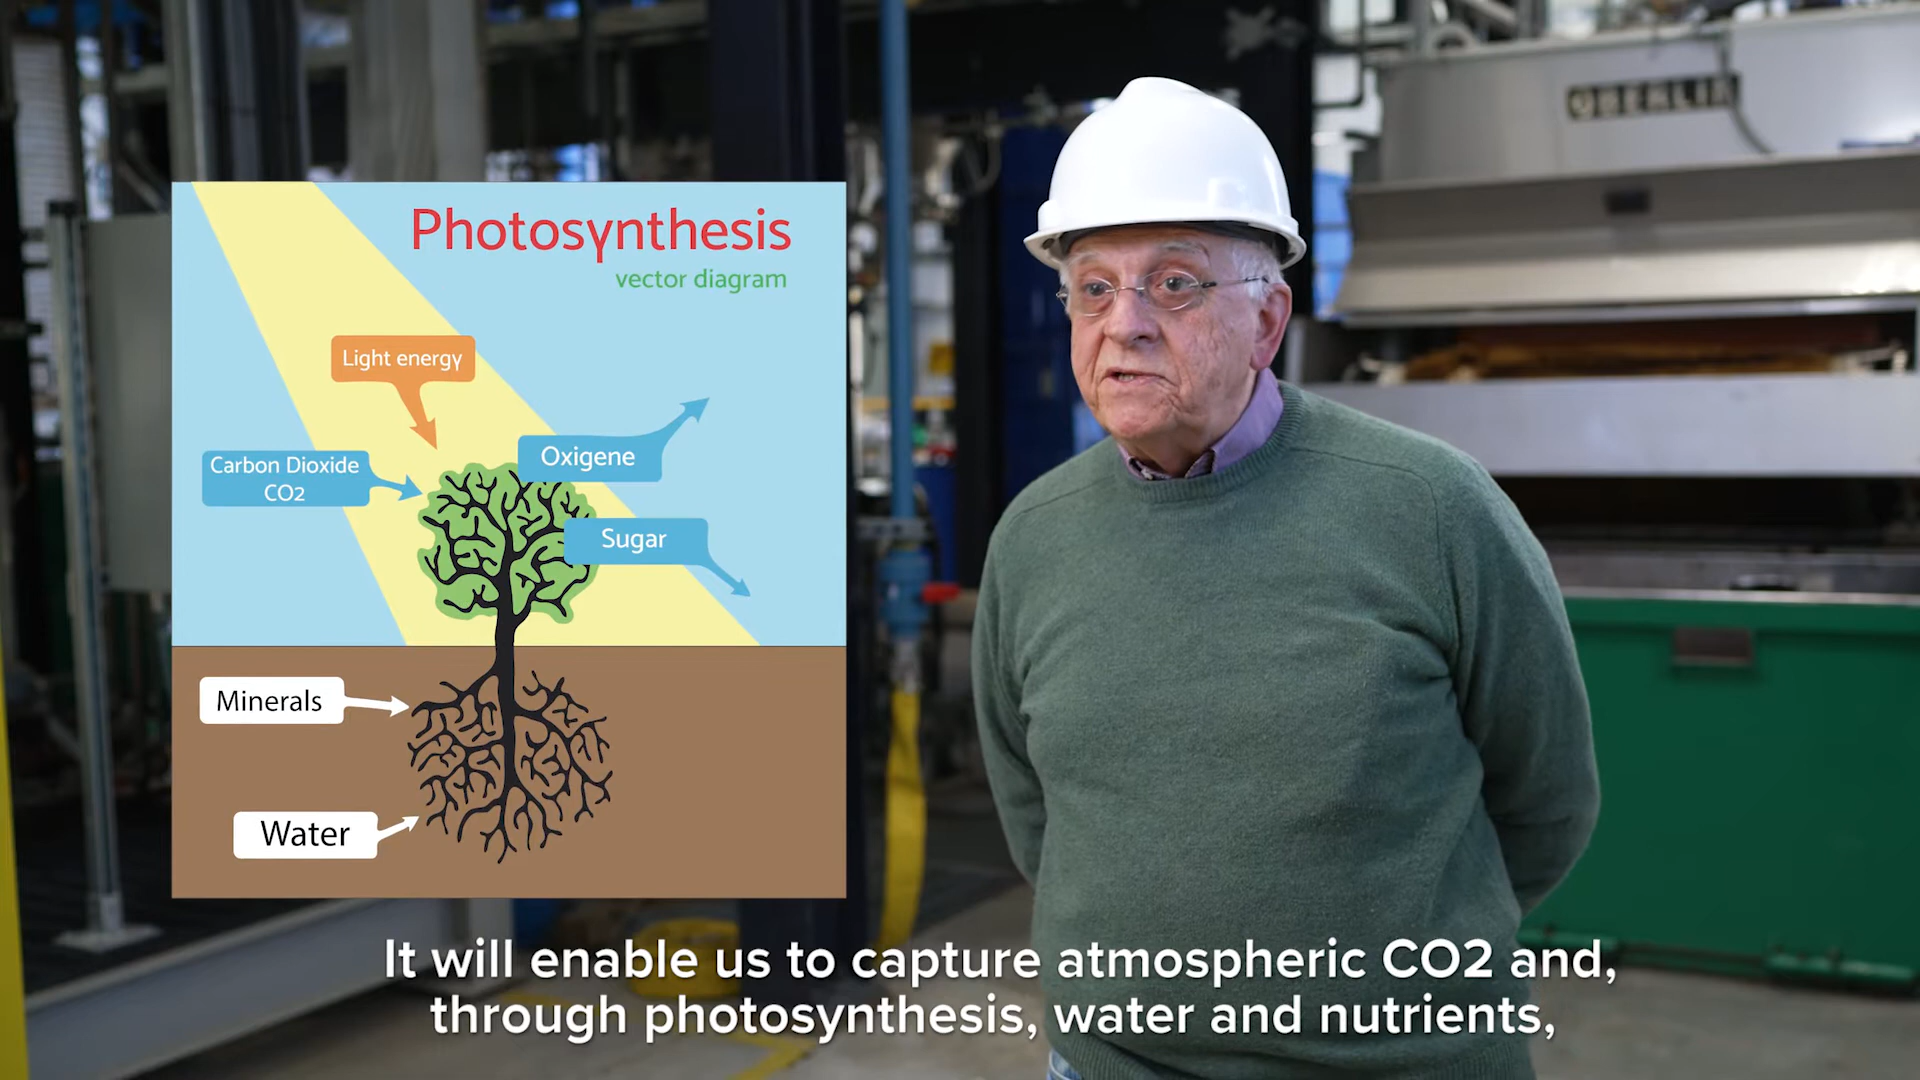 OBERLIN
Photosynthesis
vector diagram
Light energy
Oxigene
Carbon Dioxide
CO2
Sugar
Minerals
Water
It will enable us to capture atmospheric CO2 and,
through photosynthesis, water and nutrients,